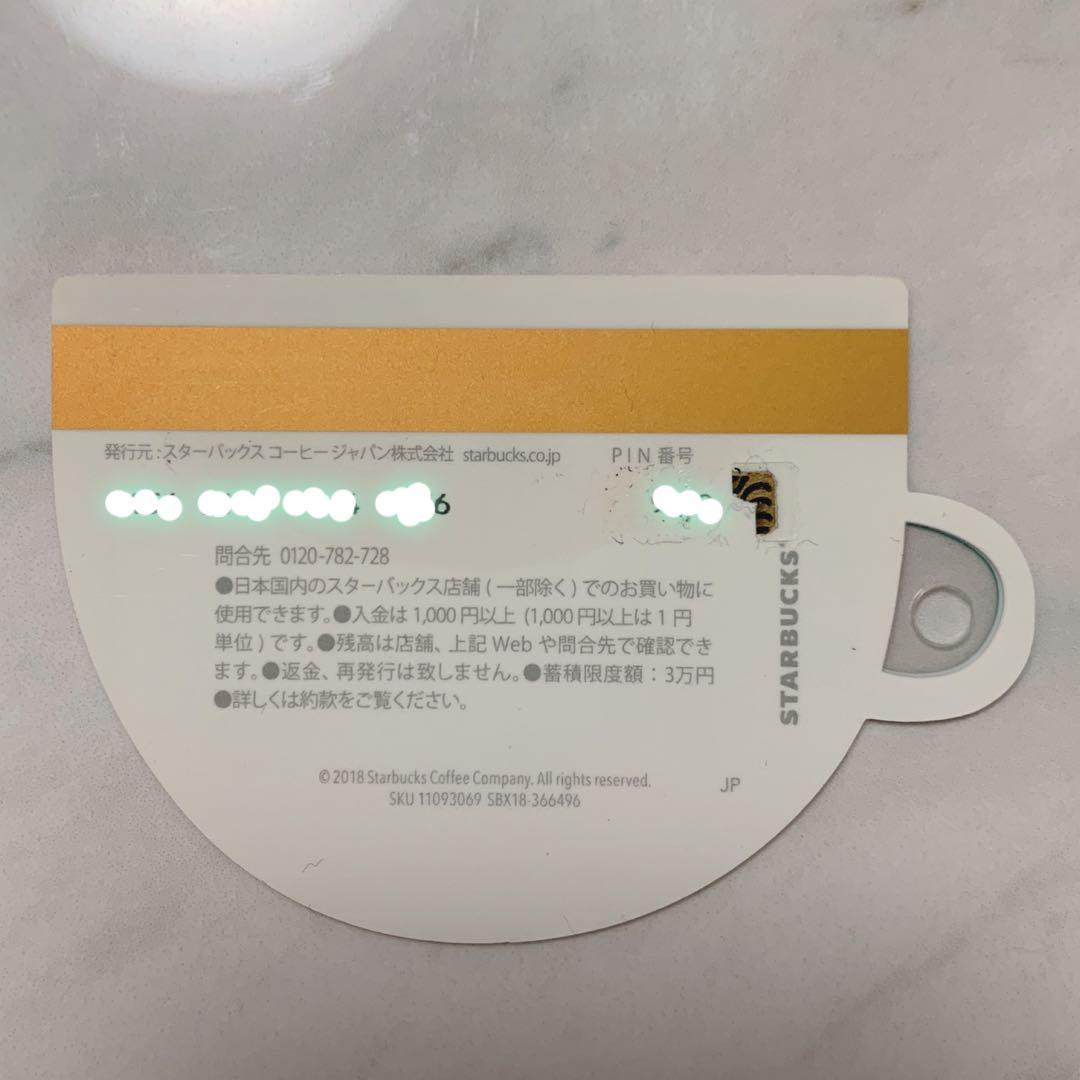 発行元 : スターバックス コーヒー ジャパン株式会社 starbucks.co.jp
PIN 番号
6
問合先 0120-782-728
●日本国内のスターバックス店舗 ( 一部除く ) でのお買い物に
使用できます。●入金は 1,000 円以上 (1,000 円以上は 1 円
単位 ) です。●残高は店舗、上記 Web や問合先で確認でき
ます。●返金、再発行は致しません。●蓄積限度額 : 3万円
●詳しくは約款をご覧ください。
STARBUCKS
© 2018 Starbucks Coffee Company. All rights reserved.
SKU 11093069 SBX18-366496
JP